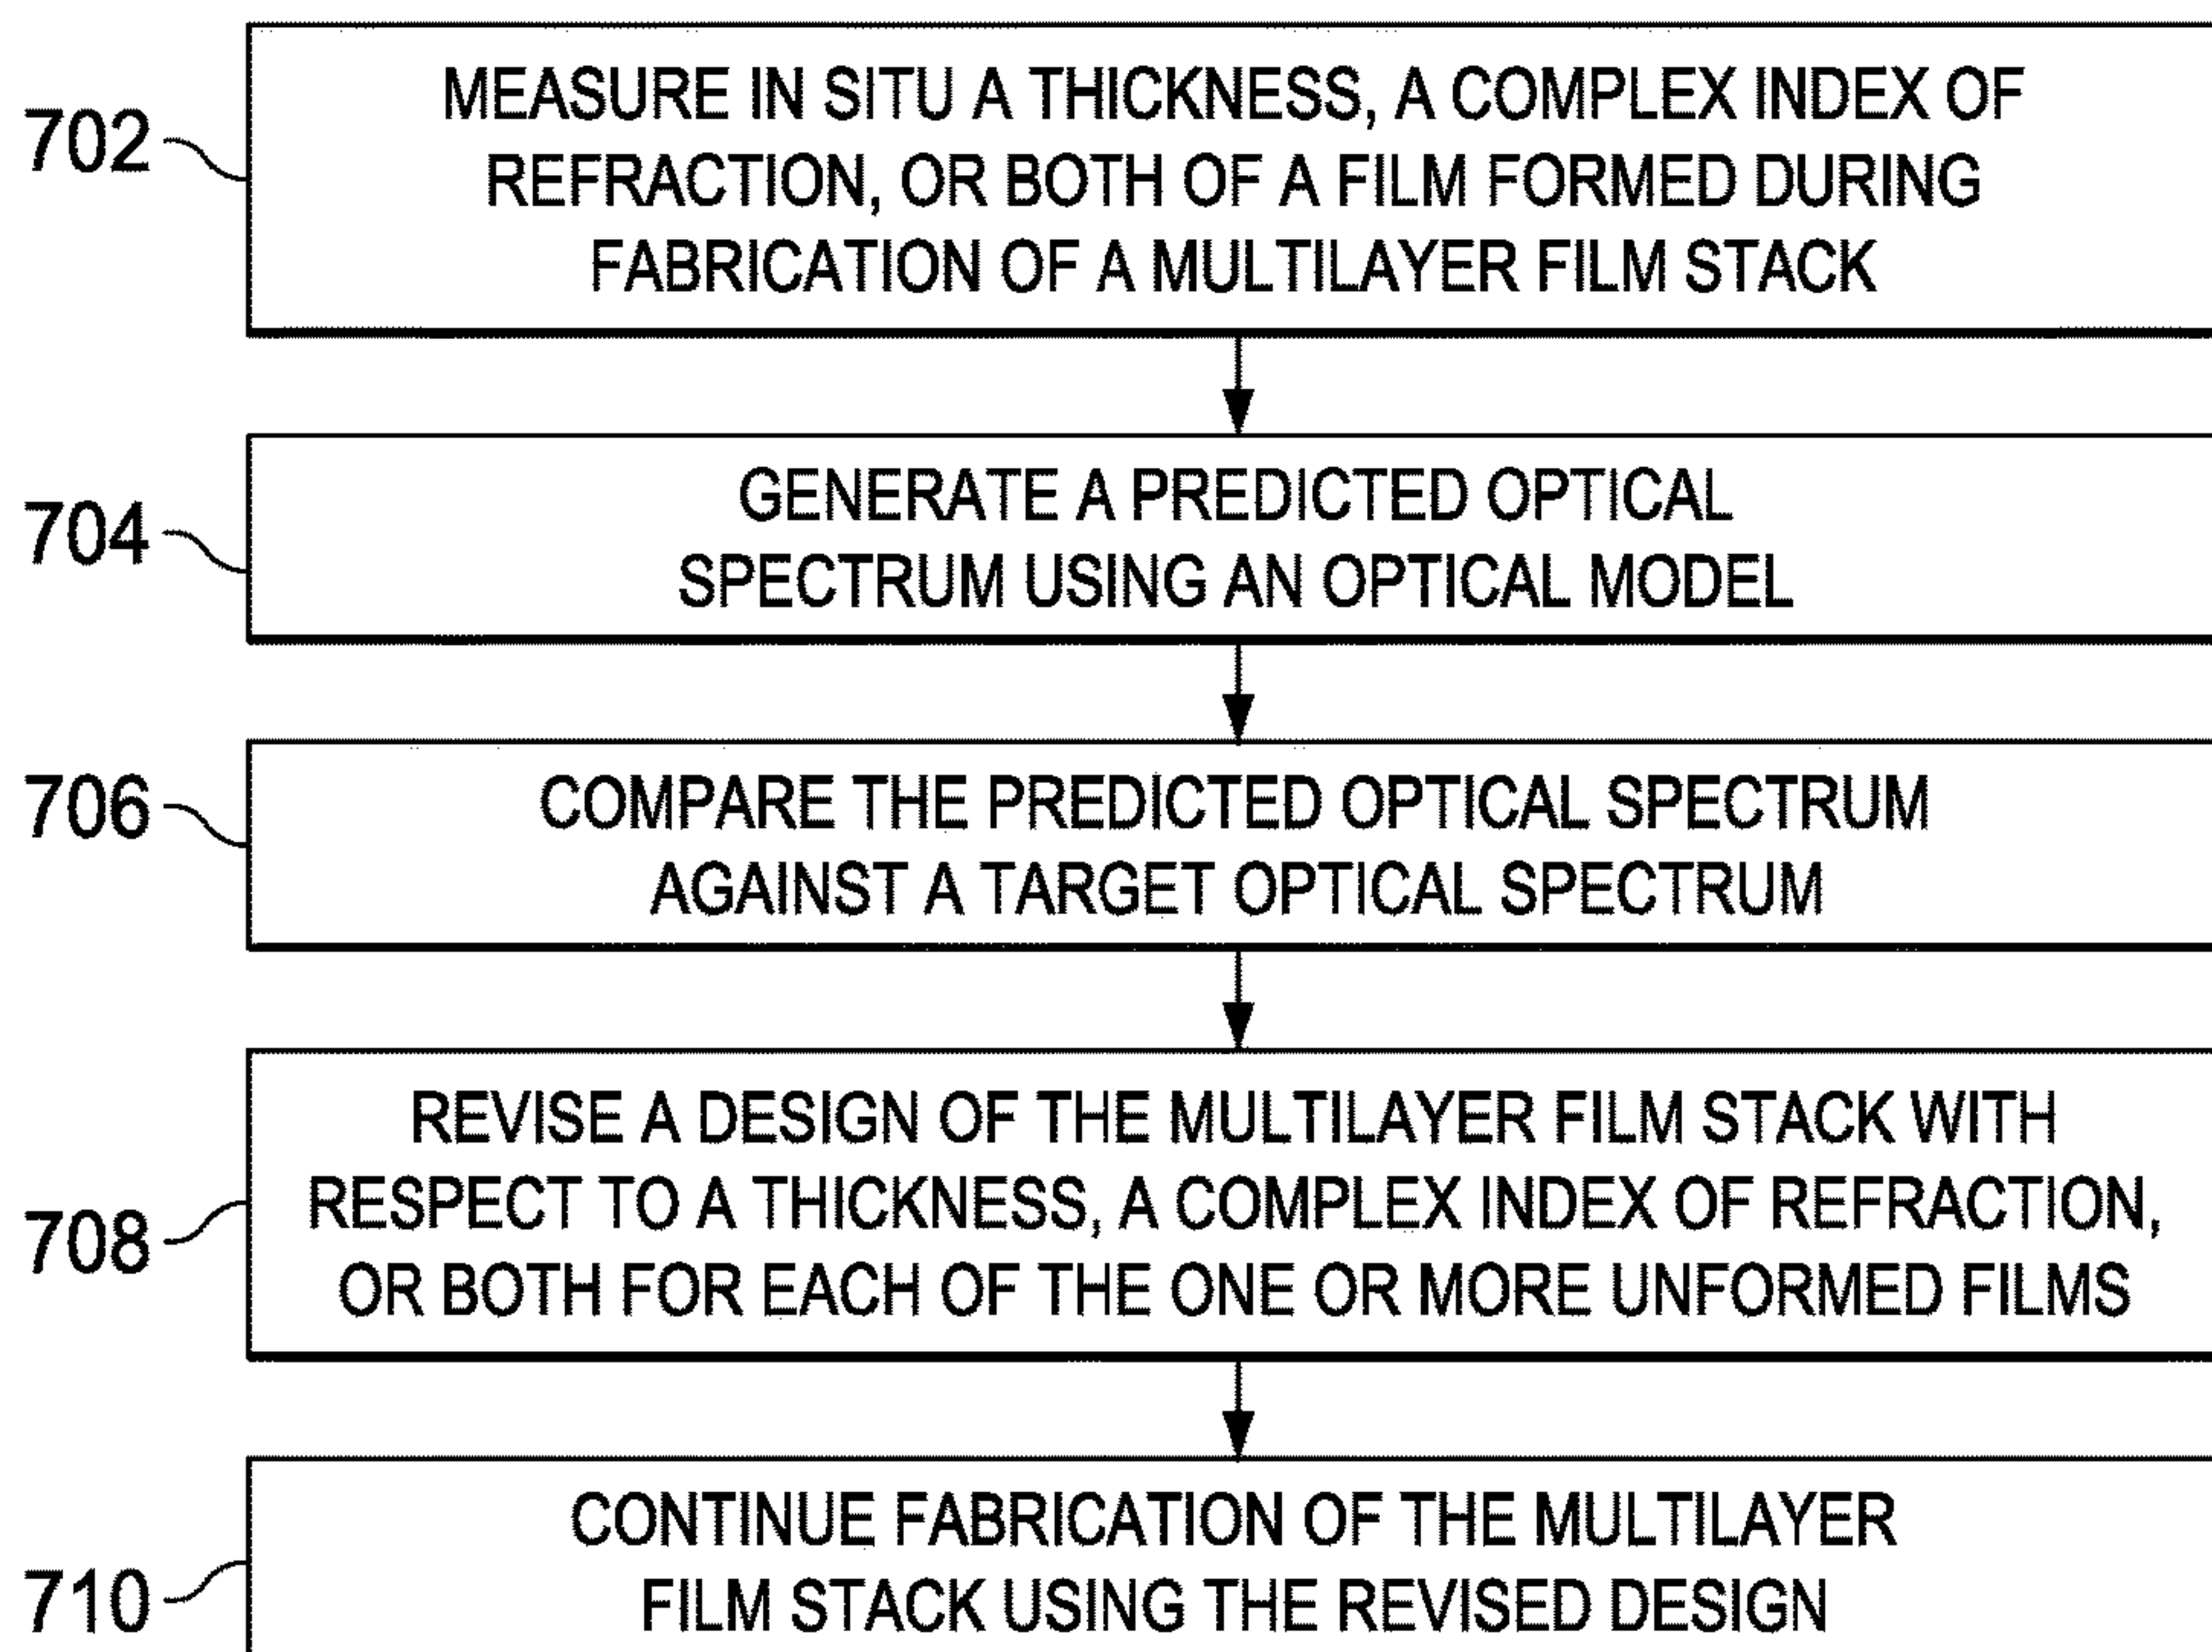 702
MEASURE IN SITU A THICKNESS, A COMPLEX INDEX OF
REFRACTION, OR BOTH OF A FILM FORMED DURING
FABRICATION OF A MULTILAYER FILM STACK
704
GENERATE A PREDICTED OPTICAL
SPECTRUM USING AN OPTICAL MODEL
706
COMPARE THE PREDICTED OPTICAL SPECTRUM
AGAINST A TARGET OPTICAL SPECTRUM
708
REVISE A DESIGN OF THE MULTILAYER FILM STACK WITH
RESPECT TO A THICKNESS, A COMPLEX INDEX OF REFRACTION,
OR BOTH FOR EACH OF THE ONE OR MORE UNFORMED FILMS
710
CONTINUE FABRICATION OF THE MULTILAYER
FILM STACK USING THE REVISED DESIGN